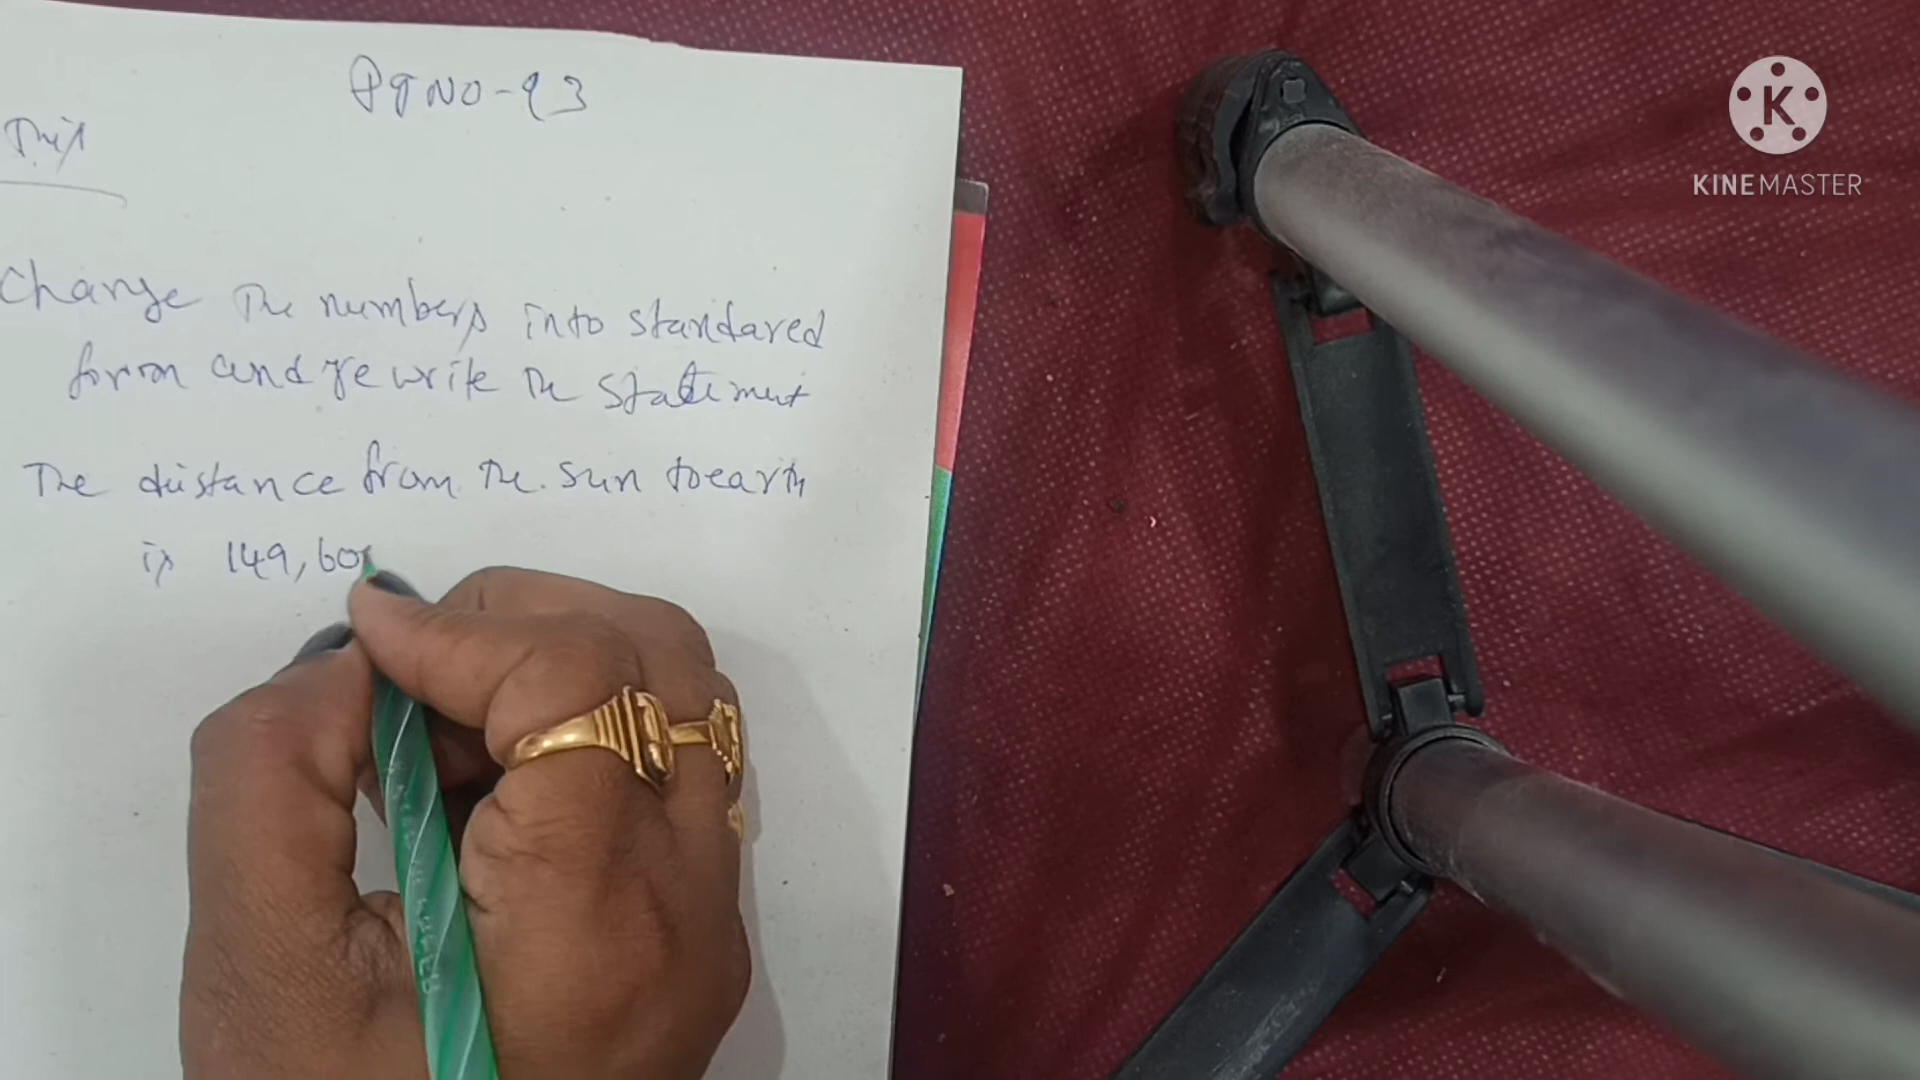 Pg NO-93
Change The numbers into standared
form and rewrite The statement
The distance from The sun to earth
is 149,60
K
KINEMASTER